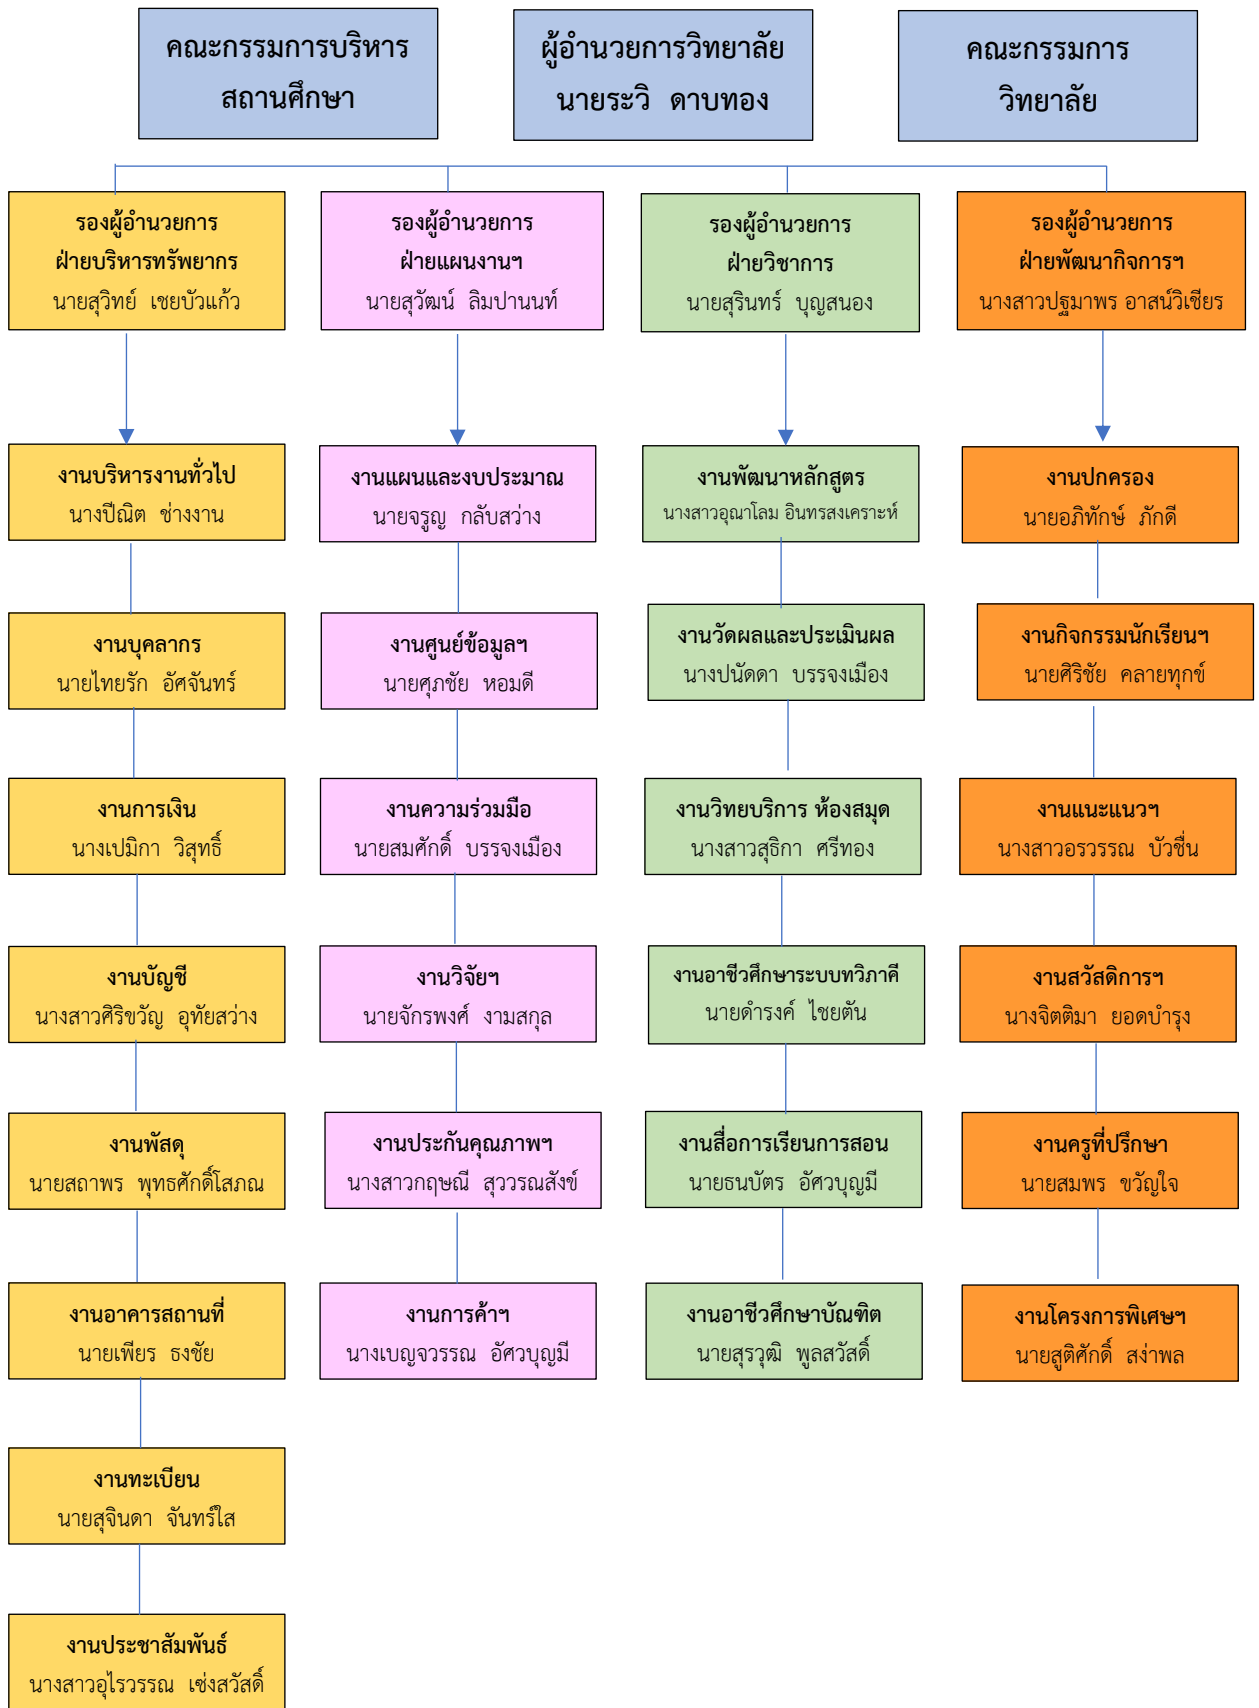 คณะกรรมการบริหาร
สถานศึกษา
ผู้อำนวยการวิทยาลัย
นายระวิ ดาบทอง
คณะกรรมการ
วิทยาลัย
รองผู้อำนวยการ
ฝ่ายบริหารทรัพยากร
นายสุวิทย์ เชยบัวแก้ว
รองผู้อำนวยการ
ฝ่ายแผนงานฯ
นายสุวัฒน์ ลิมปานนท์
รองผู้อำนวยการ
ฝ่ายวิชาการ
นายสุรินทร์ บุญสนอง
รองผู้อำนวยการ
ฝ่ายพัฒนากิจการฯ
นางสาวปฐมาพร อาสน์วิเชียร
งานบริหารงานทั่วไป
นางปีณิต ช่างงาน
งานแผนและงบประมาณ
นายจรูญ กลับสว่าง
งานพัฒนาหลักสูตร
นางสาวอุณาโลม อินทรสงเคราะห์
งานปกครอง
นายอภิทักษ์ ภักดี
งานบุคลากร
นายไทยรัก อัศจันทร์
งานศูนย์ข้อมูลฯ
นายศุภชัย หอมดี
งานวัดผลและประเมินผล
นางปนัดดา บรรจงเมือง
งานกิจกรรมนักเรียนฯ
นายศิริชัย คลายทุกข์
งานการเงิน
นางเปมิกา วิสุทธิ์
งานความร่วมมือ
นายสมศักดิ์ บรรจงเมือง
งานวิทยบริการ ห้องสมุด
นางสาวสุธิกา ศรีทอง
งานแนะแนวฯ
นางสาวอรวรรณ บัวชื่น
งานบัญชี
นางสาวศิริขวัญ อุทัยสว่าง
งานวิจัยฯ
นายจักรพงศ์ งามสกุล
งานอาชีวศึกษาระบบทวิภาคี
นายดำรงค์ ไชยตัน
งานสวัสดิการฯ
นางจิตติมา ยอดบำรุง
งานพัสดุ
นายสถาพร พุทธศักดิ์โสภณ
งานประกันคุณภาพฯ
นางสาวกฤษณี สุววรณสังข์
งานสื่อการเรียนการสอน
นายธนบัตร อัศวบุญมี
งานครูที่ปรึกษา
นายสมพร ขวัญใจ
งานอาคารสถานที่
นายเพียร ธงชัย
งานการค้าฯ
นางเบญจวรรณ อัศวบุญมี
งานอาชีวศึกษาบัณฑิต
นายสุรวุฒิ พูลสวัสดิ์
งานโครงการพิเศษฯ
นายสูติศักดิ์ สง่าพล
งานทะเบียน
นายสุจินดา จันทร์ใส
งานประชาสัมพันธ์
นางสาวอุไรวรรณ เซ่งสวัสดิ์